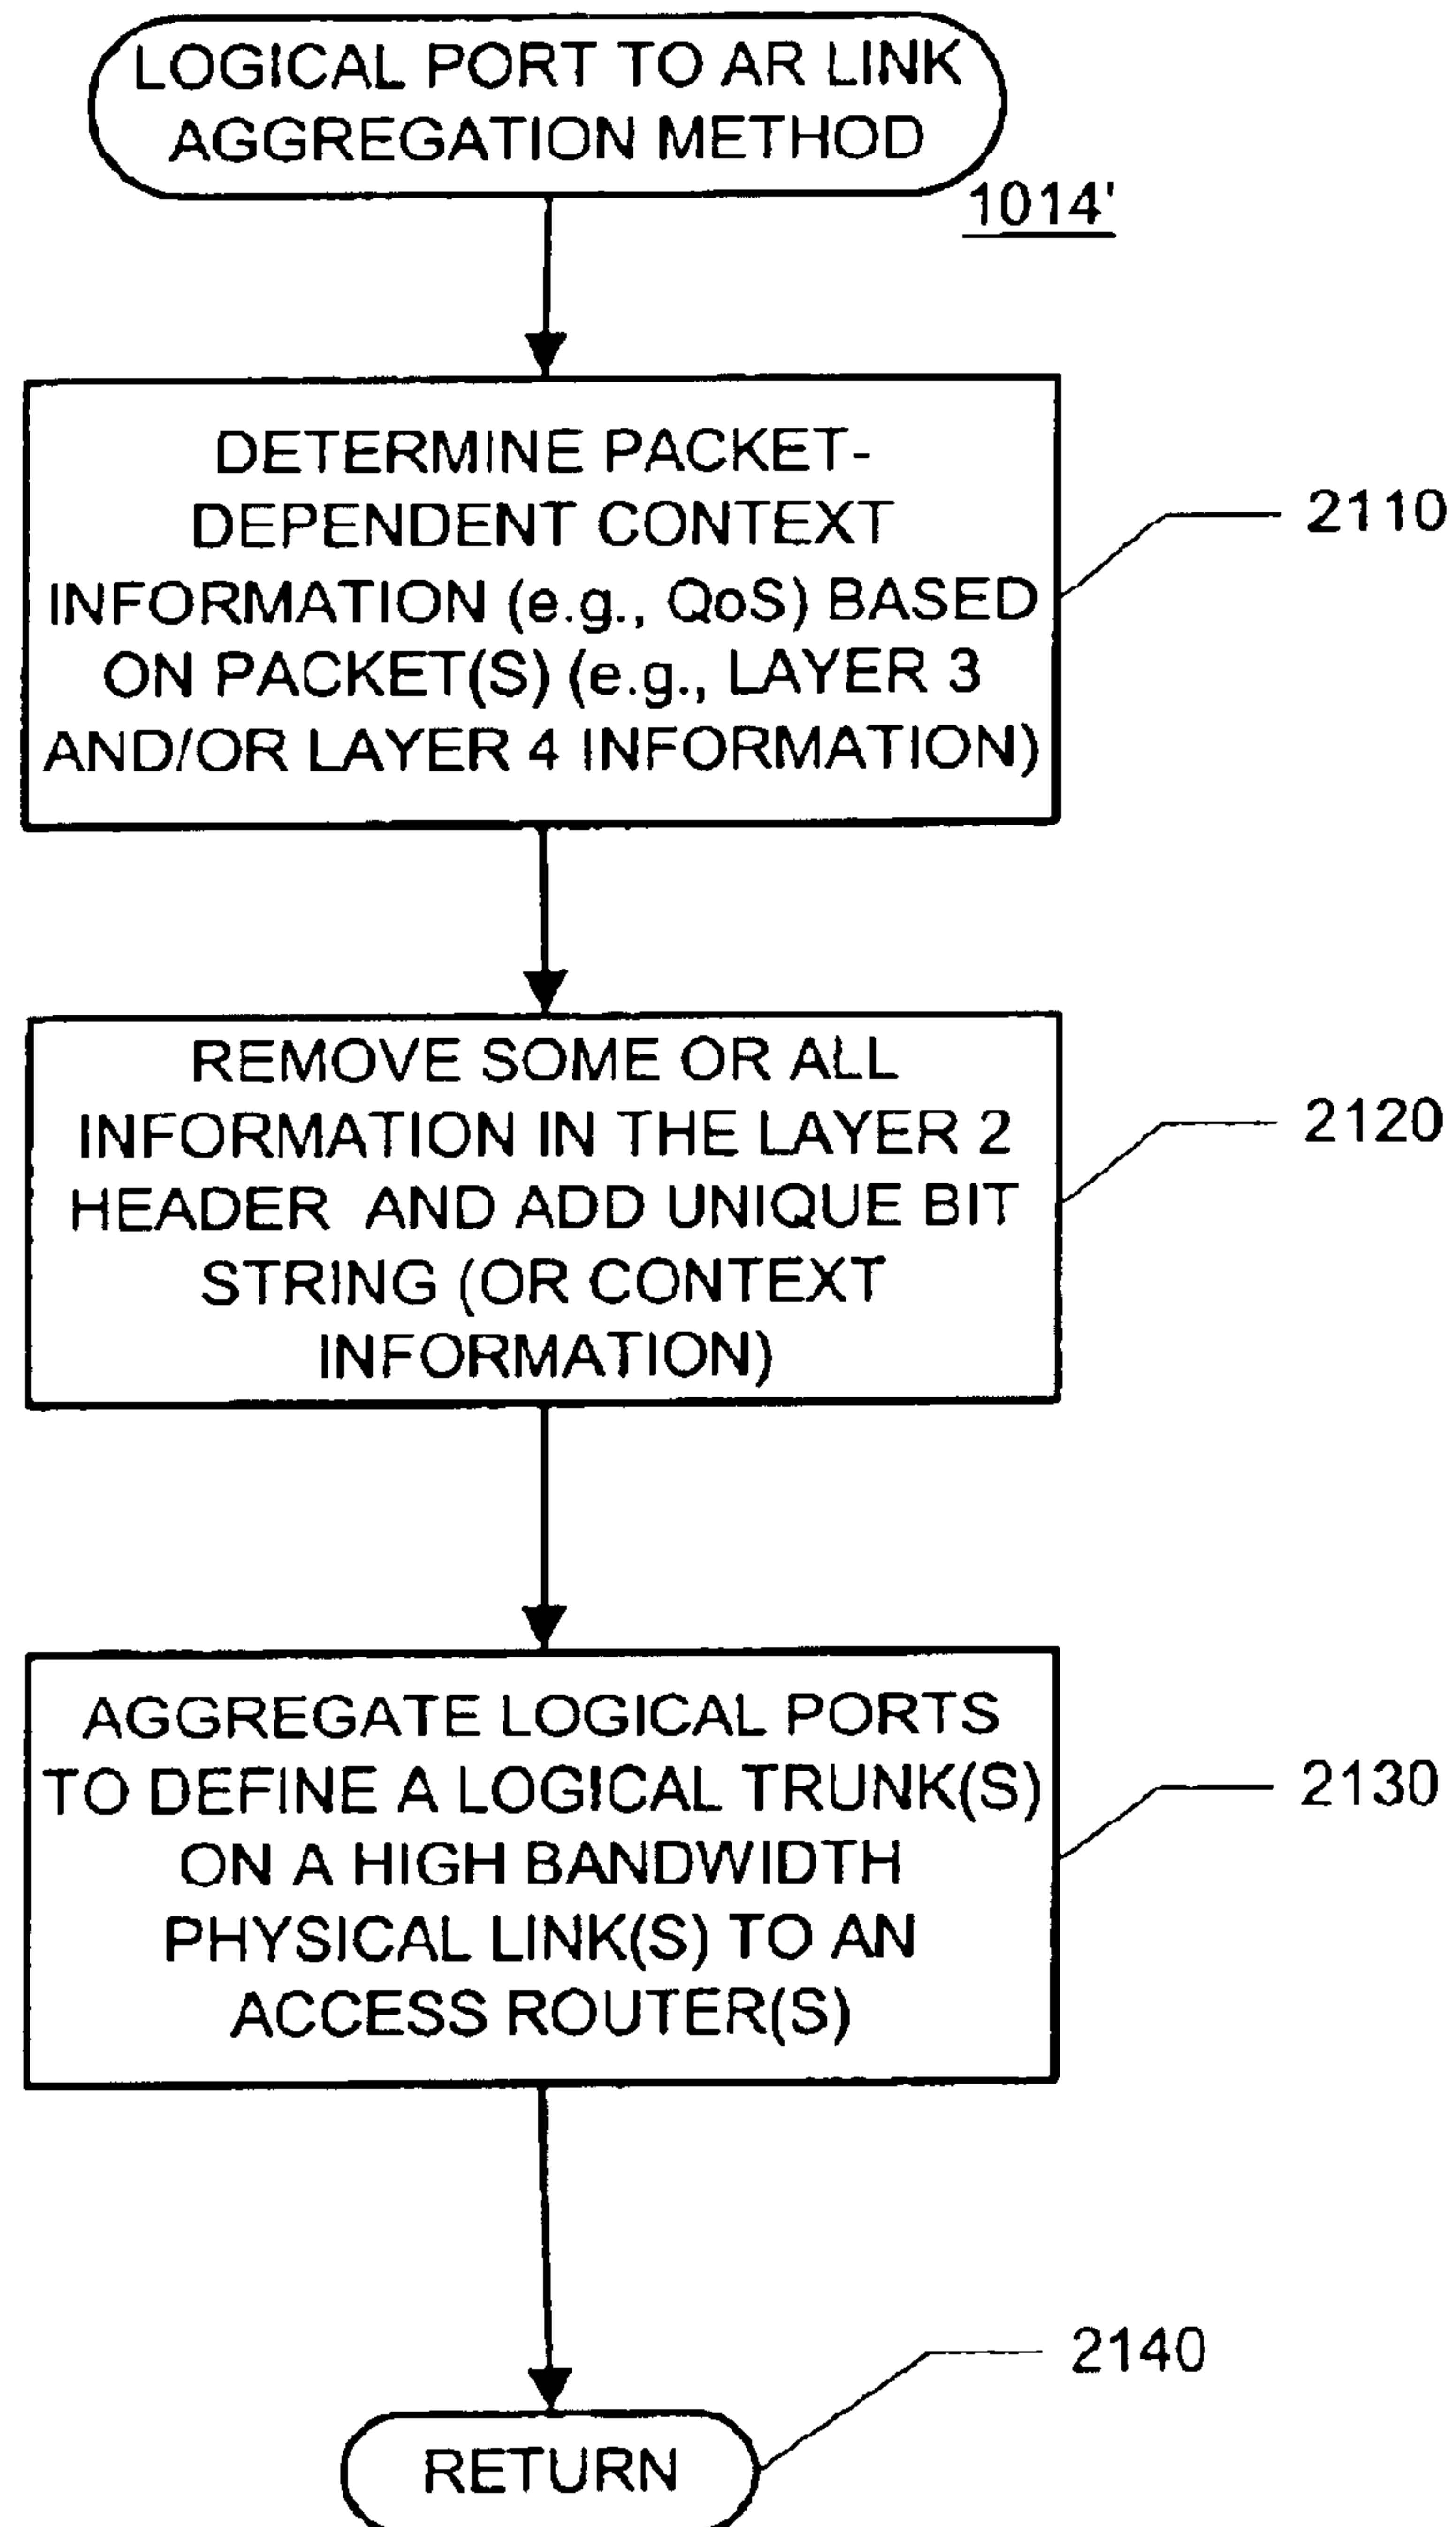 LOGICAL PORT TO AR LINK
AGGREGATION METHOD
1014'
DETERMINE PACKET-
DEPENDENT CONTEXT
INFORMATION (e.g., QoS) BASED
ON PACKET(S) (e.g., LAYER 3
AND/OR LAYER 4 INFORMATION)
2110
REMOVE SOME OR ALL
INFORMATION IN THE LAYER 2
HEADER AND ADD UNIQUE BIT
STRING (OR CONTEXT
INFORMATION)
2120
AGGREGATE LOGICAL PORTS
TO DEFINE A LOGICAL TRUNK(S)
ON A HIGH BANDWIDTH
PHYSICAL LINK(S) TO AN
ACCESS ROUTER(S)
2130
2140
RETURN